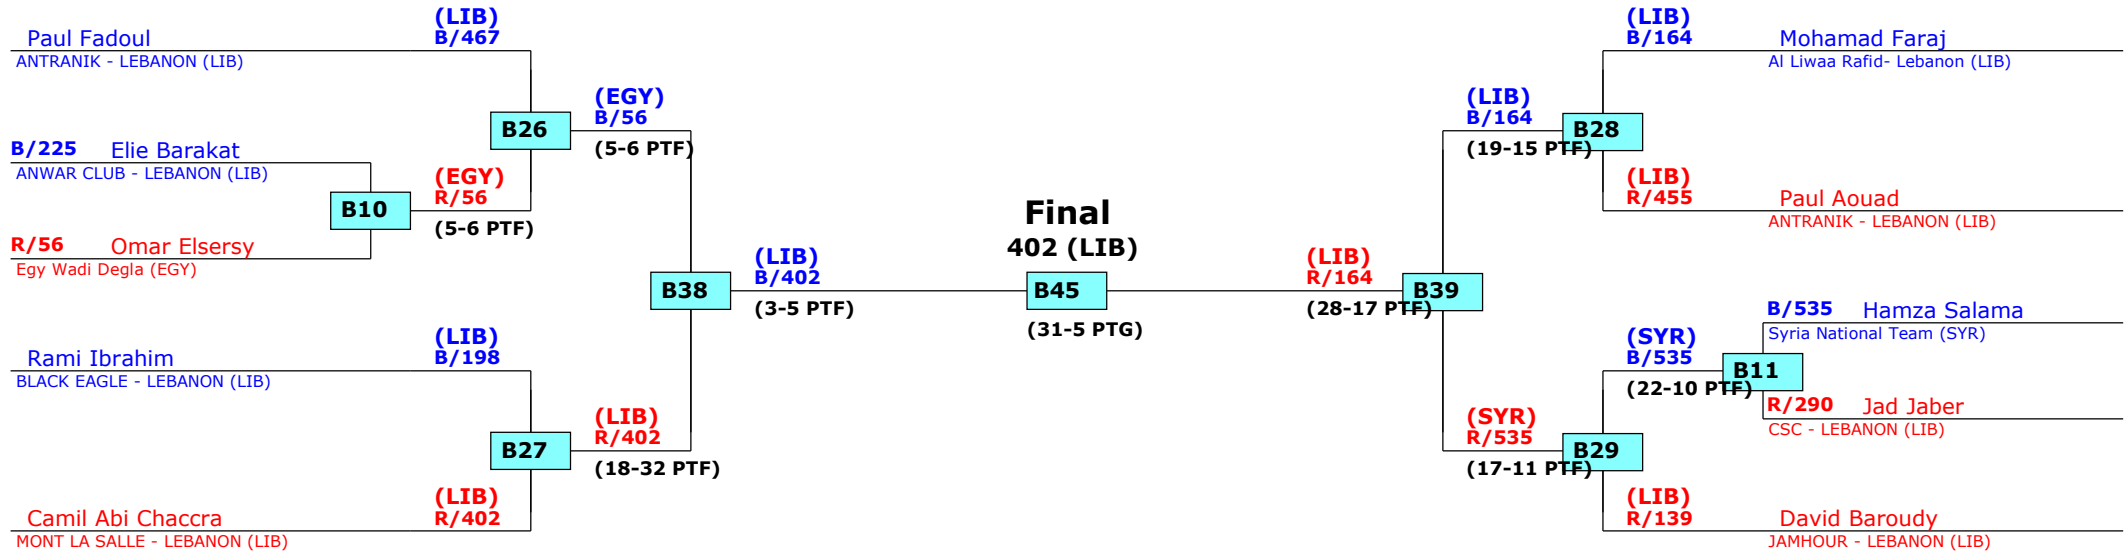 (LIB)
B/467
Paul Fadoul
ANTRANIK - LEBANON (LIB)
B26
(EGY)
B/56
(5-6 PTF)
B/225 Elie Barakat
ANWAR CLUB - LEBANON (LIB)
B10
(EGY)
R/56
(5-6 PTF)
R/56 Omar Elsersy
Egy Wadi Degla (EGY)
B38
(LIB)
B/402
(3-5 PTF)
(LIB)
B/198
Rami Ibrahim
BLACK EAGLE - LEBANON (LIB)
B27
(LIB)
R/402
(18-32 PTF)
(LIB)
R/402
Camil Abi Chaccra
MONT LA SALLE - LEBANON (LIB)
Final
402 (LIB)
B45
(31-5 PTG)
(LIB)
B/164
Mohamad Faraj
Al Liwaa Rafid- Lebanon (LIB)
(LIB)
B/164
(19-15 PTF)
B28
(LIB)
R/455
Paul Aouad
ANTRANIK - LEBANON (LIB)
(LIB)
R/164
(28-17 PTF)
B39
B/535 Hamza Salama
Syria National Team (SYR)
(SYR)
B/535
(22-10 PTF)
B11
R/290 Jad Jaber
CSC - LEBANON (LIB)
(SYR)
R/535
(17-11 PTF)
B29
(LIB)
R/139
David Baroudy
JAMHOUR - LEBANON (LIB)